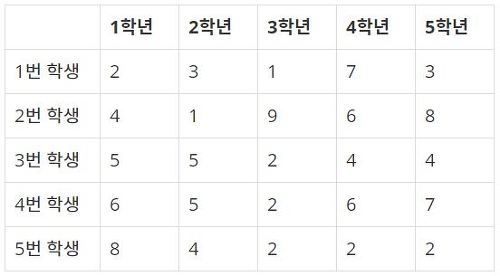 1학년 2학년 3학년 4학년 5학년
1번 학생 2 3 1 7 3
2번 학생 4 1 9 6 8
3번 학생 5 5 2 4 4
4번 학생 6 5 2 6 7
5번 학생 8 4 2 2 2